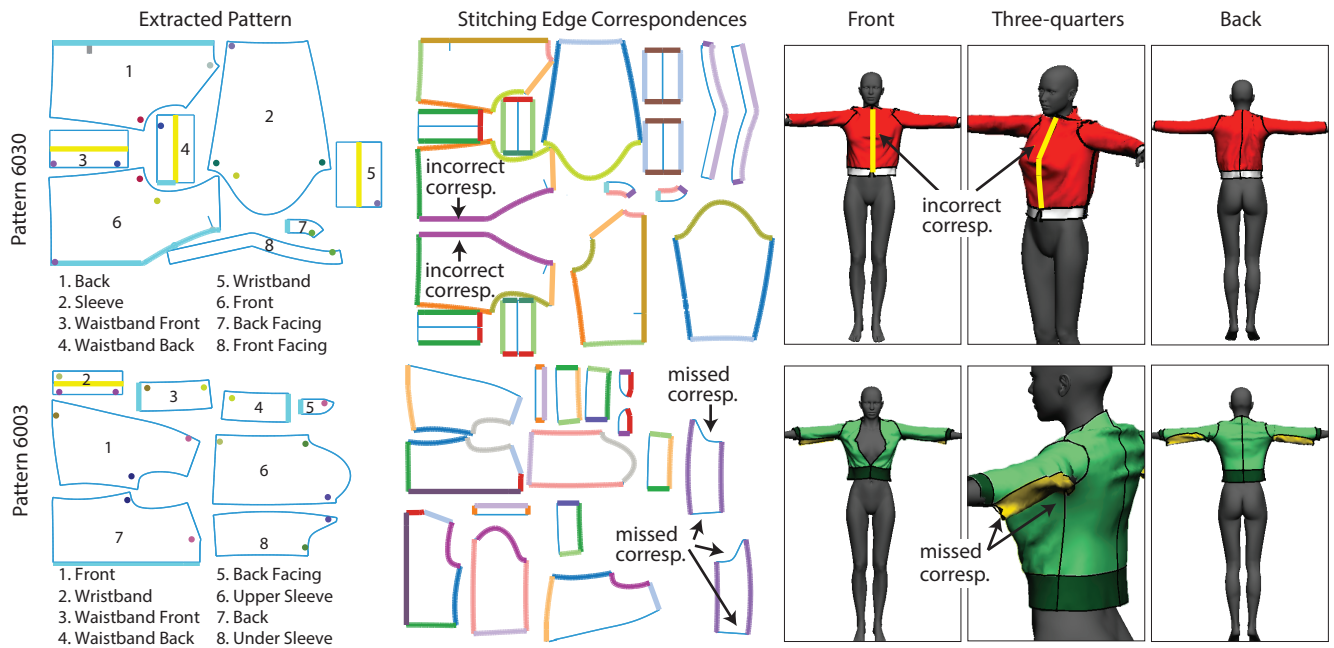 Extracted Pattern
Stitching Edge Correspondences
Front
Three-quarters
Back
Pattern 6030
1
2
3
4
5
6
7
8
1. Back
2. Sleeve
3. Waistband Front
4. Waistband Back
5. Wristband
6. Front
7. Back Facing
8. Front Facing
incorrect
corresp.
incorrect
corresp.
incorrect
corresp.
Pattern 6003
2
3
4
5
1
6
7
8
1. Front
2. Wristband
3. Waistband Front
4. Waistband Back
5. Back Facing
6. Upper Sleeve
7. Back
8. Under Sleeve
missed
corresp.
missed
corresp.
missed
corresp.